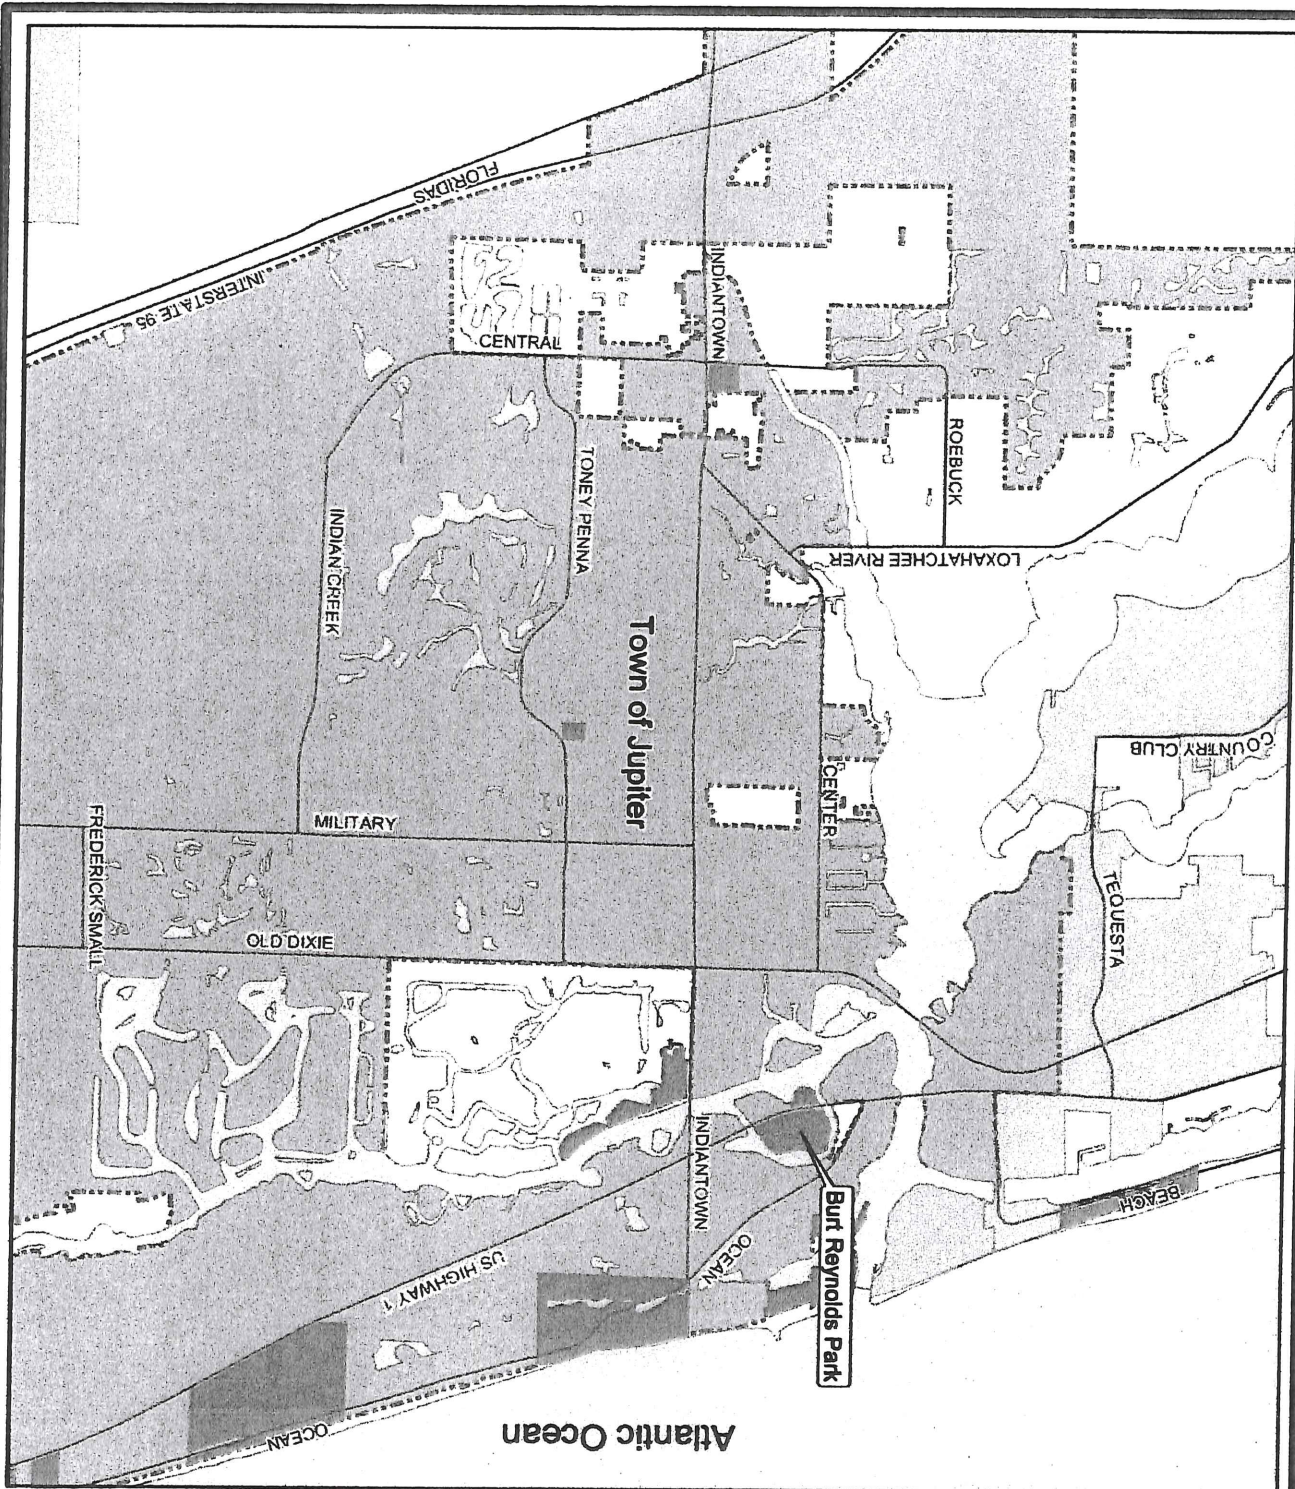 FLORIDAS
INTERSTATE 95
INDIANTOWN
CENTRAL
ROEBUCK
TONEY PENNA
INDIAN CREEK
LOXAHATCHEE RIVER
Town of Jupiter
COUNTRY CLUB
CENTER
MILITARY
FREDERICK SMALL
TEQUESTA
OLD DIXIE
INDIANTOWN
BEACH
Burt Reynolds Park
OCEAN
US HIGHWAY 1
OCEAN
Atlantic Ocean